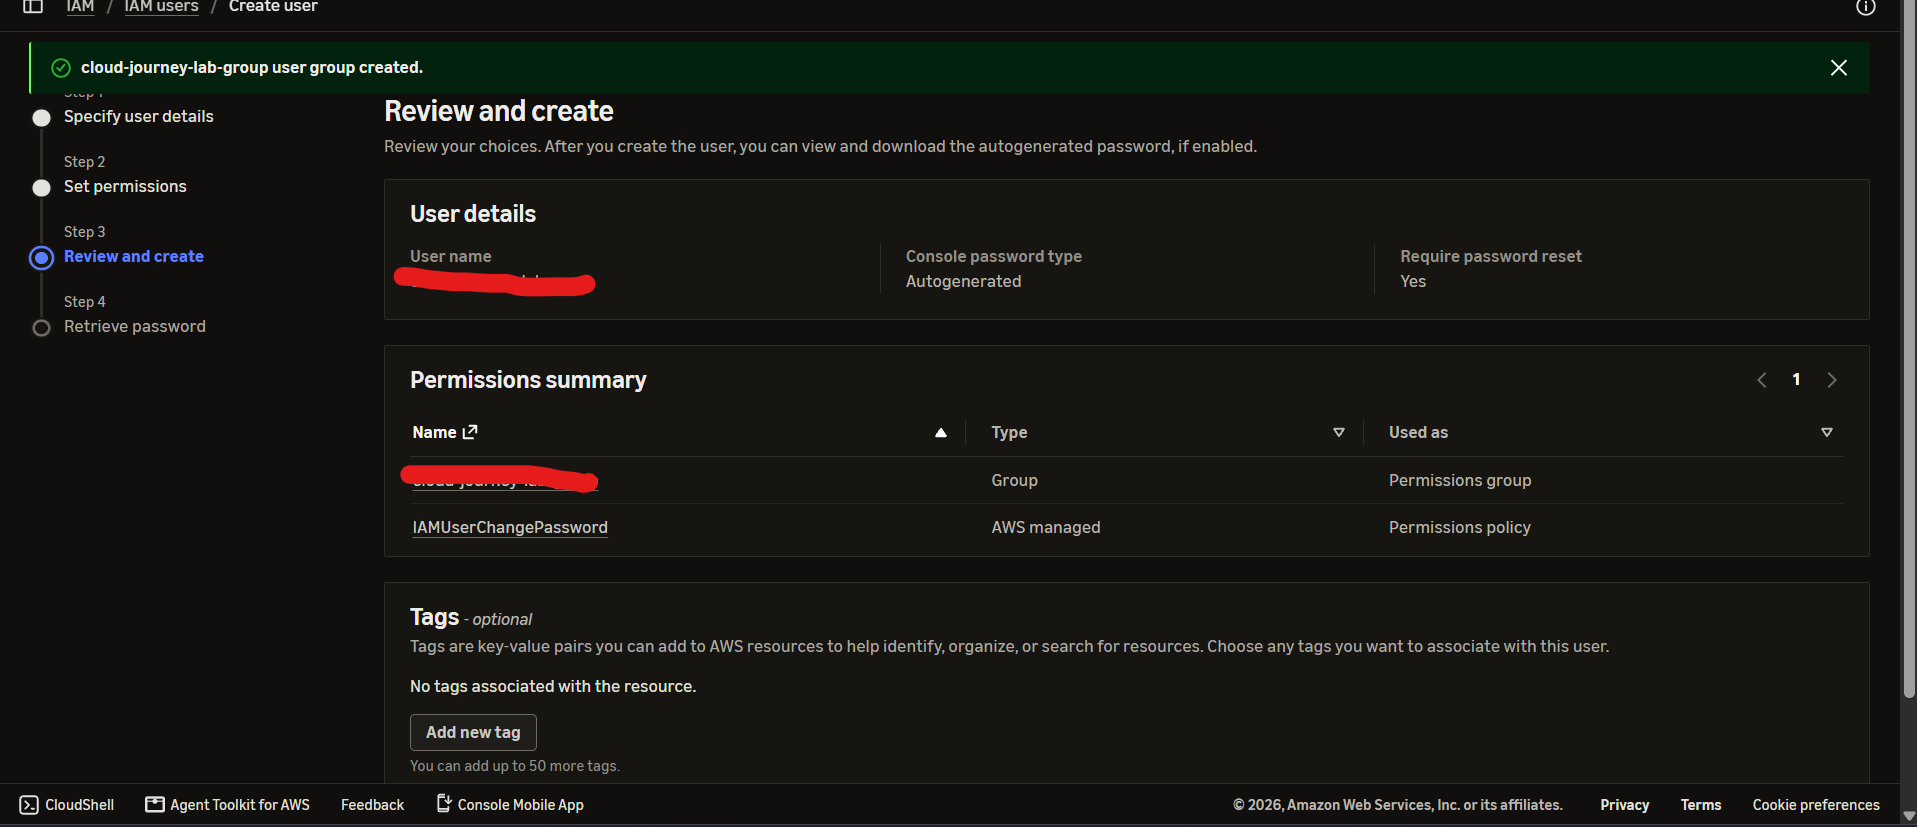 IAM / IAM users / Create user
cloud-journey-lab-group user group created.
Specify user details
Step 2
Set permissions
Step 3
Review and create
Step 4
Retrieve password
Review and create
Review your choices. After you create the user, you can view and download the autogenerated password, if enabled.
User details
User name
Console password type
Autogenerated
Require password reset
Yes
Permissions summary
1
Name Type Used as
Group Permissions group
IAMUserChangePassword AWS managed Permissions policy
Tags - optional
Tags are key-value pairs you can add to AWS resources to help identify, organize, or search for resources. Choose any tags you want to associate with this user.
No tags associated with the resource.
Add new tag
You can add up to 50 more tags.
CloudShell Agent Toolkit for AWS Feedback Console Mobile App © 2026, Amazon Web Services, Inc. or its affiliates. Privacy Terms Cookie preferences